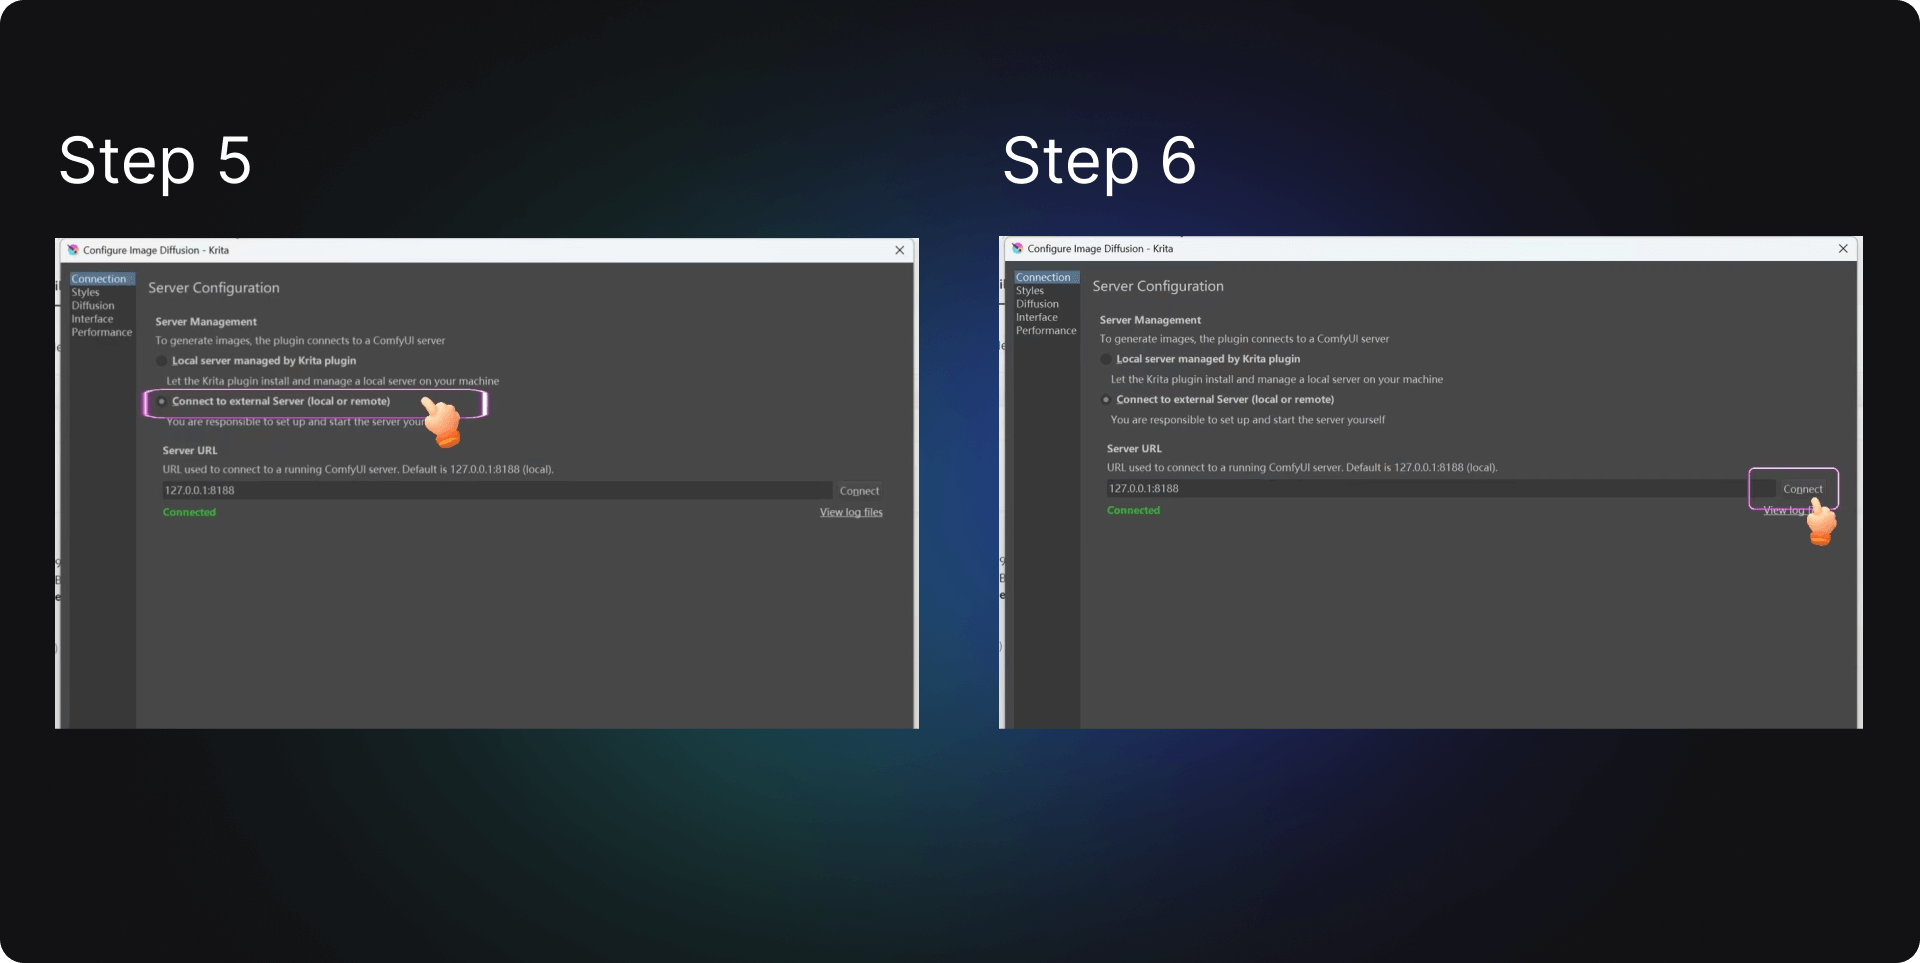 Step 5
Configure Image Diffusion - Krita
Connection
Styles
Diffusion
Interface
Performance
Server Configuration
Server Management
To generate images, the plugin connects to a ComfyUI server
Local server managed by Krita plugin
Let the Krita plugin install and manage a local server on your machine
Connect to external Server (local or remote)
You are responsible to set up and start the server
Server URL
URL used to connect to a running ComfyUI server. Default is 127.0.0.1:8188 (local).
127.0.0.1:8188
Connect
Connected
View log files
Step 6
Configure Image Diffusion - Krita
Connection
Styles
Diffusion
Interface
Performance
Server Configuration
Server Management
To generate images, the plugin connects to a ComfyUI server
Local server managed by Krita plugin
Let the Krita plugin install and manage a local server on your machine
Connect to external Server (local or remote)
You are responsible to set up and start the server yourself
Server URL
URL used to connect to a running ComfyUI server. Default is 127.0.0.1:8188 (local).
127.0.0.1:8188
Connect
Connected
View log